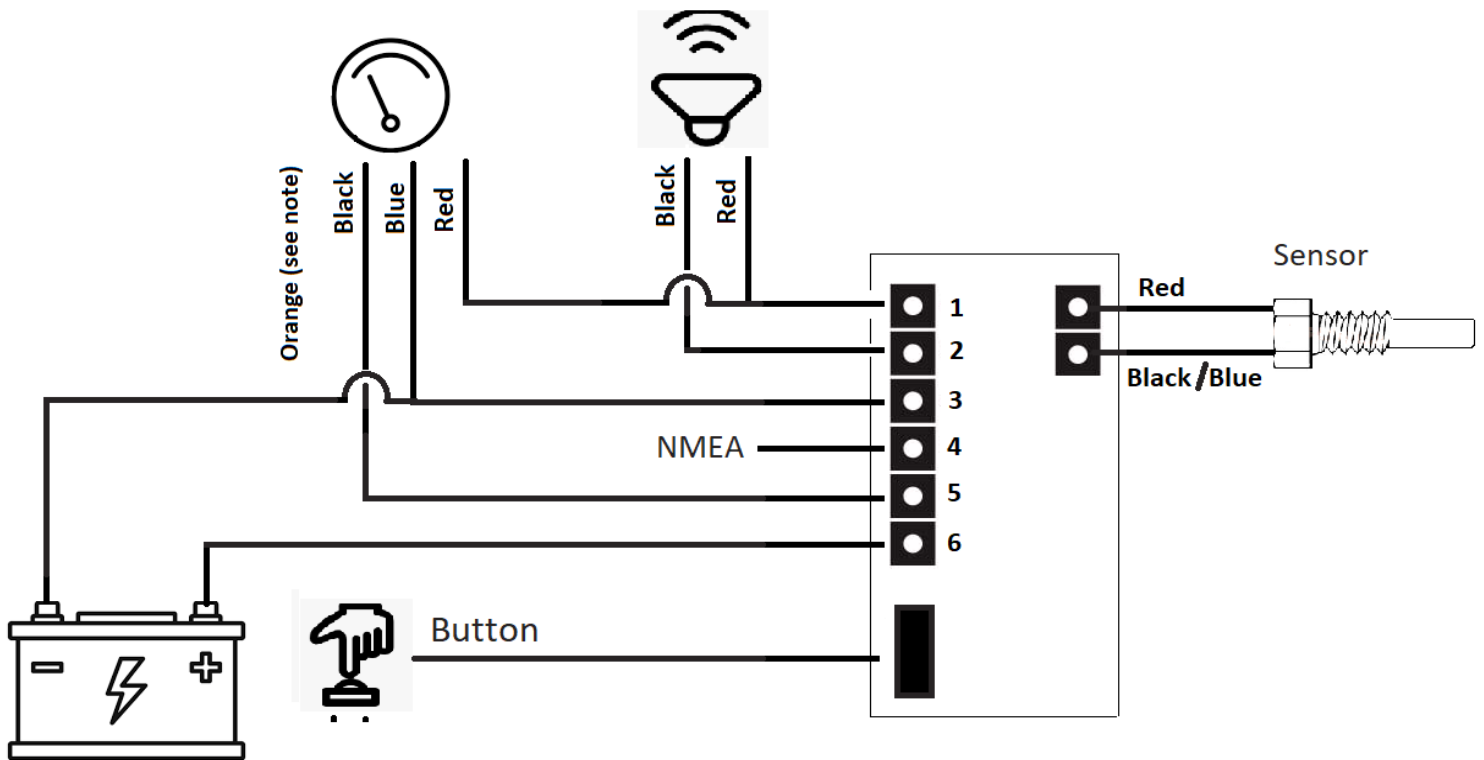 Orange (see note)
Black
Blue
Red
Black
Red
Sensor
Red
Black/Blue
1
2
3
NMEA
4
5
6
Button